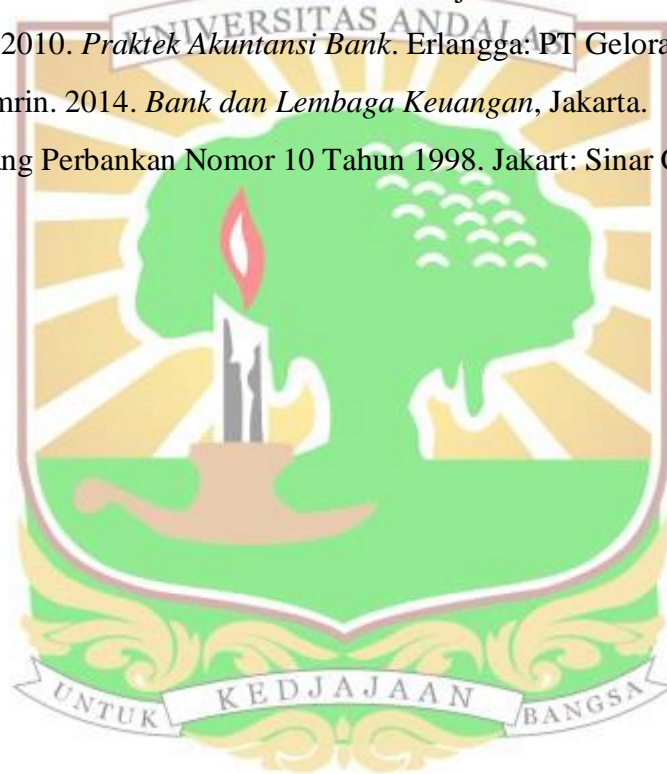 UNIVERSITAS ANDALAS
2010. Praktek Akuntansi Bank. Erlangga: PT Gelora
mrin. 2014. Bank dan Lembaga Keuangan, Jakarta.
ng Perbankan Nomor 10 Tahun 1998. Jakart: Sinar
UNTUK KEDJAJAAN BANGSA